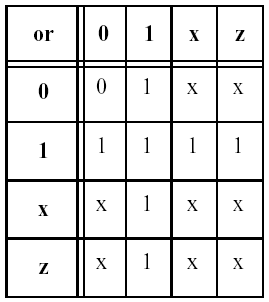 or 0 1 x z
0 0 1 x x
1 1 1 1 1
x x 1 x x
z x 1 x x